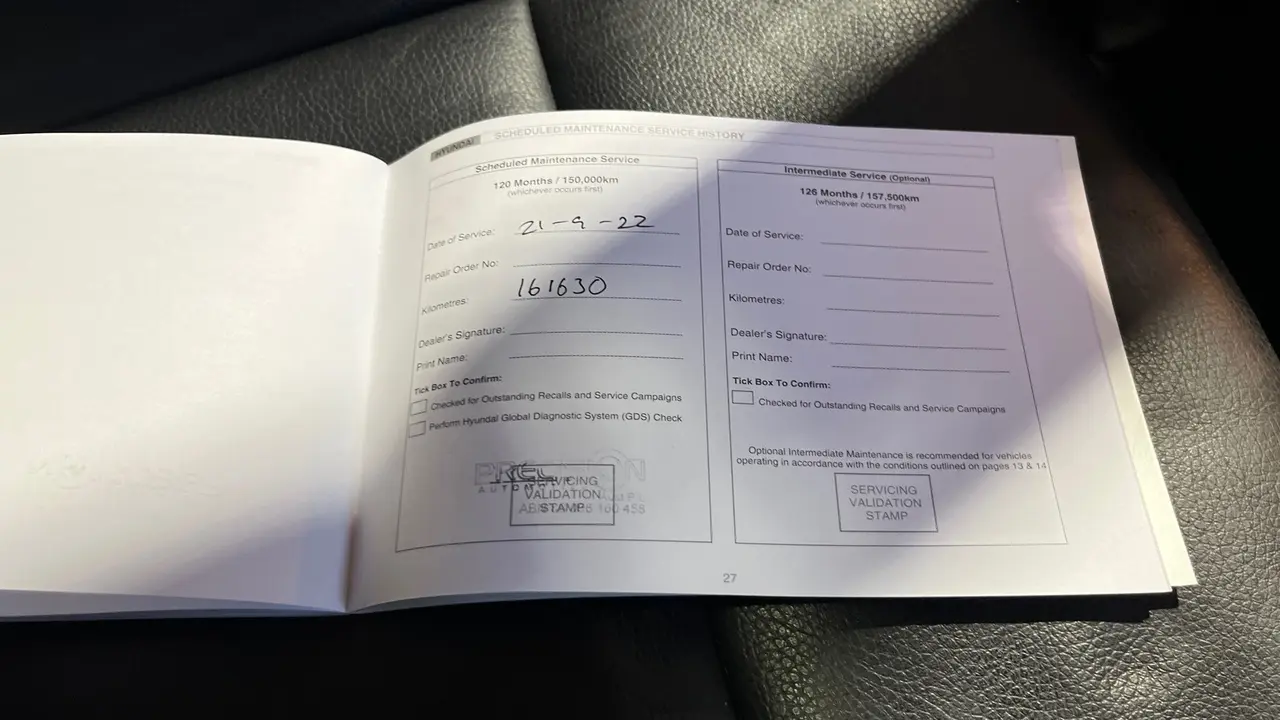 HYUNDAI SCHEDULED MAINTENANCE SERVICE HISTORY
Scheduled Maintenance Service
120 Months / 150,000km
(whichever occurs first)
Date of Service: 21-9-22
Repair Order No:
Kilometres: 161630
Dealer's Signature:
Print Name:
Tick Box To Confirm:
Checked for Outstanding Recalls and Service Campaigns
Perform Hyundai Global Diagnostic System (GDS) Check
SERVICING
VALIDATION
STAMP
Intermediate Service (Optional)
126 Months / 157,500km
(whichever occurs first)
Date of Service:
Repair Order No:
Kilometres:
Dealer's Signature:
Print Name:
Tick Box To Confirm:
Checked for Outstanding Recalls and Service Campaigns
Optional Intermediate Maintenance is recommended for vehicles
operating in accordance with the conditions outlined on pages 13 & 14
SERVICING
VALIDATION
STAMP
27